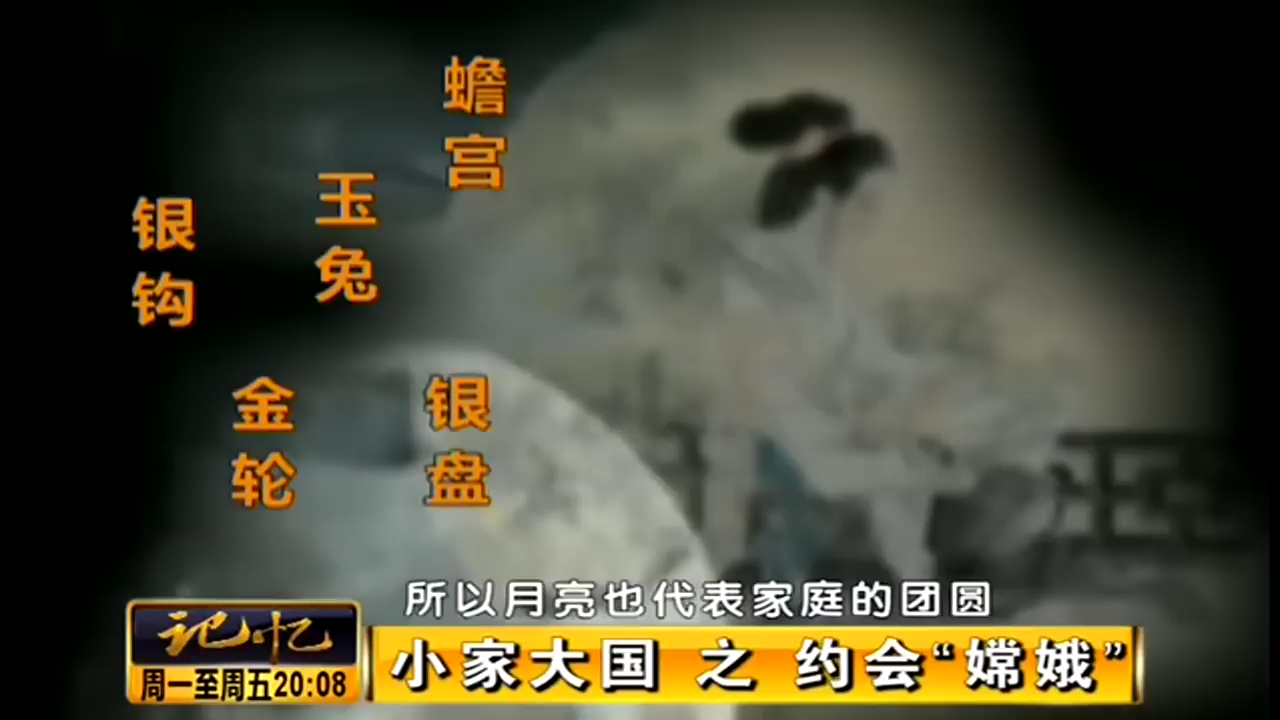 蟾宫
玉兔
银钩
金轮
银盘
所以月亮也代表家庭的团圆
记忆
周一至周五20:08
小家大国 之 约会“嫦娥”